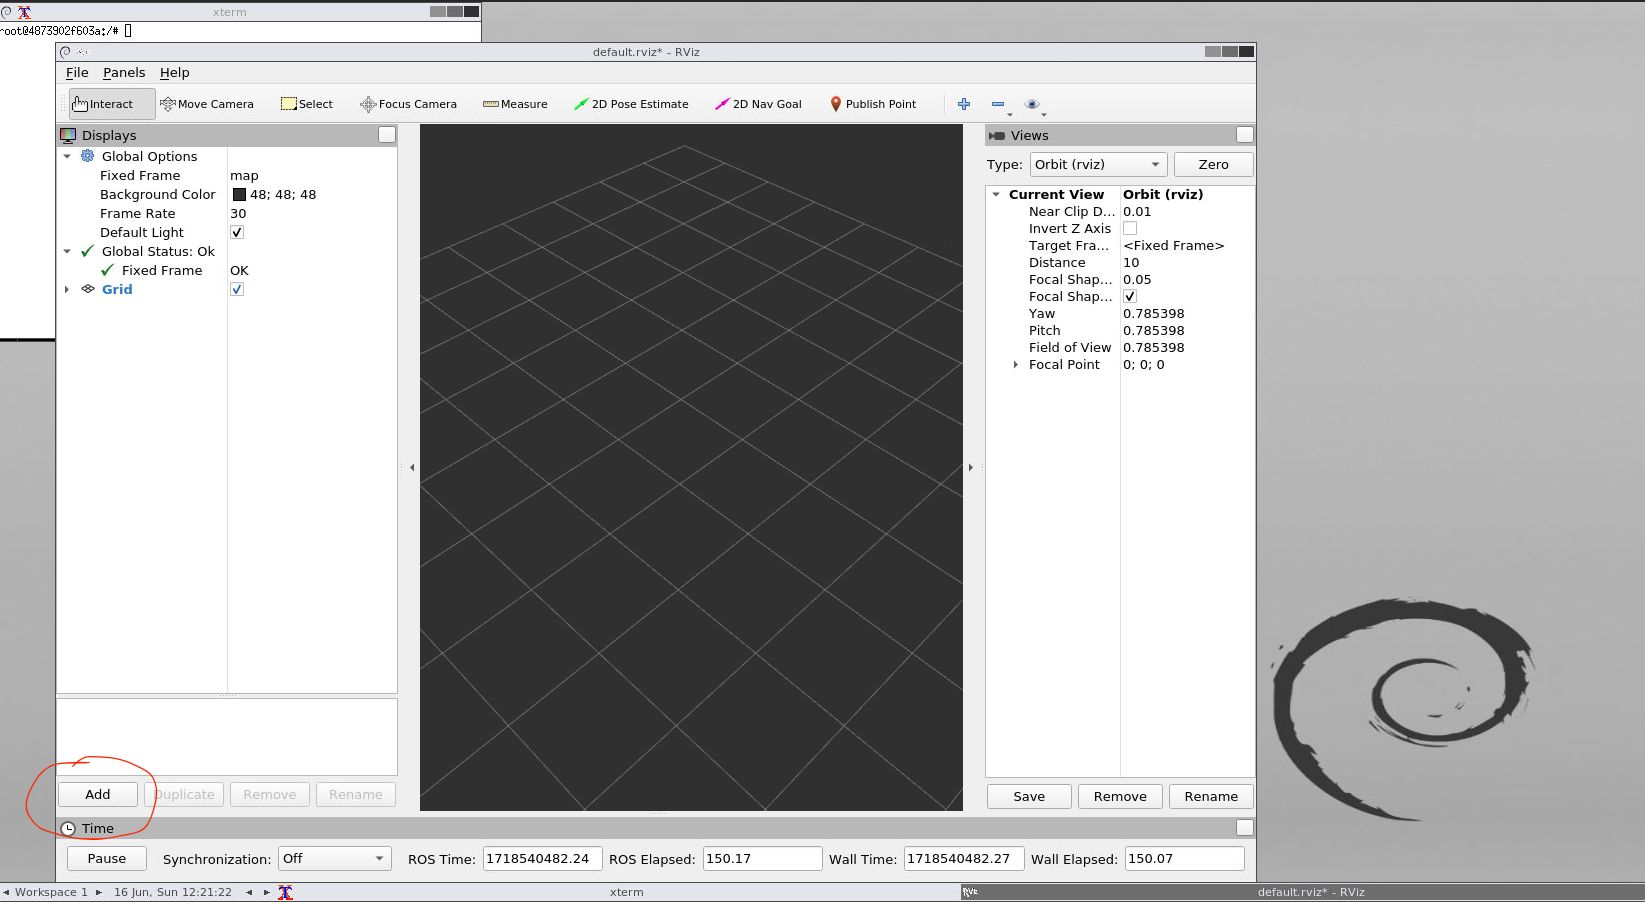 xterm
root@4873902f603a:/#
default.rviz* - RViz
File Panels Help
Interact Move Camera Select Focus Camera Measure 2D Pose Estimate 2D Nav Goal Publish Point
Displays
Global Options
Fixed Frame map
Background Color 48; 48; 48
Frame Rate 30
Default Light
Global Status: Ok
Fixed Frame OK
Grid
Add Duplicate Remove Rename
Views
Type: Orbit (rviz) Zero
Current View Orbit (rviz)
Near Clip D... 0.01
Invert Z Axis
Target Fra... <Fixed Frame>
Distance 10
Focal Shap... 0.05
Focal Shap...
Yaw 0.785398
Pitch 0.785398
Field of View 0.785398
Focal Point 0; 0; 0
Save Remove Rename
Time
Pause Synchronization: Off ROS Time: 1718540482.24 ROS Elapsed: 150.17 Wall Time: 1718540482.27 Wall Elapsed: 150.07
Workspace 1 16 Jun, Sun 12:21:22 xterm RViz default.rviz* - RViz